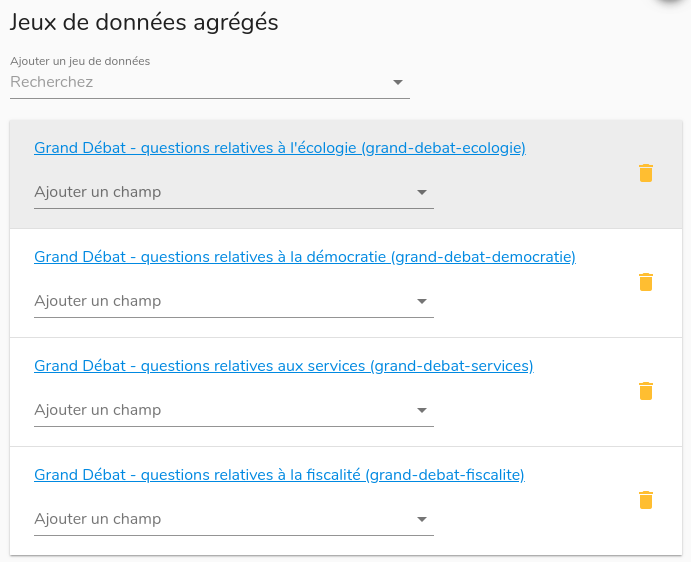 Jeux de données agrégés
Ajouter un jeu de données
Recherchez
Grand Débat - questions relatives à l'écologie (grand-debat-ecologie)
Ajouter un champ
Grand Débat - questions relatives à la démocratie (grand-debat-democratie)
Ajouter un champ
Grand Débat - questions relatives aux services (grand-debat-services)
Ajouter un champ
Grand Débat - questions relatives à la fiscalité (grand-debat-fiscalite)
Ajouter un champ